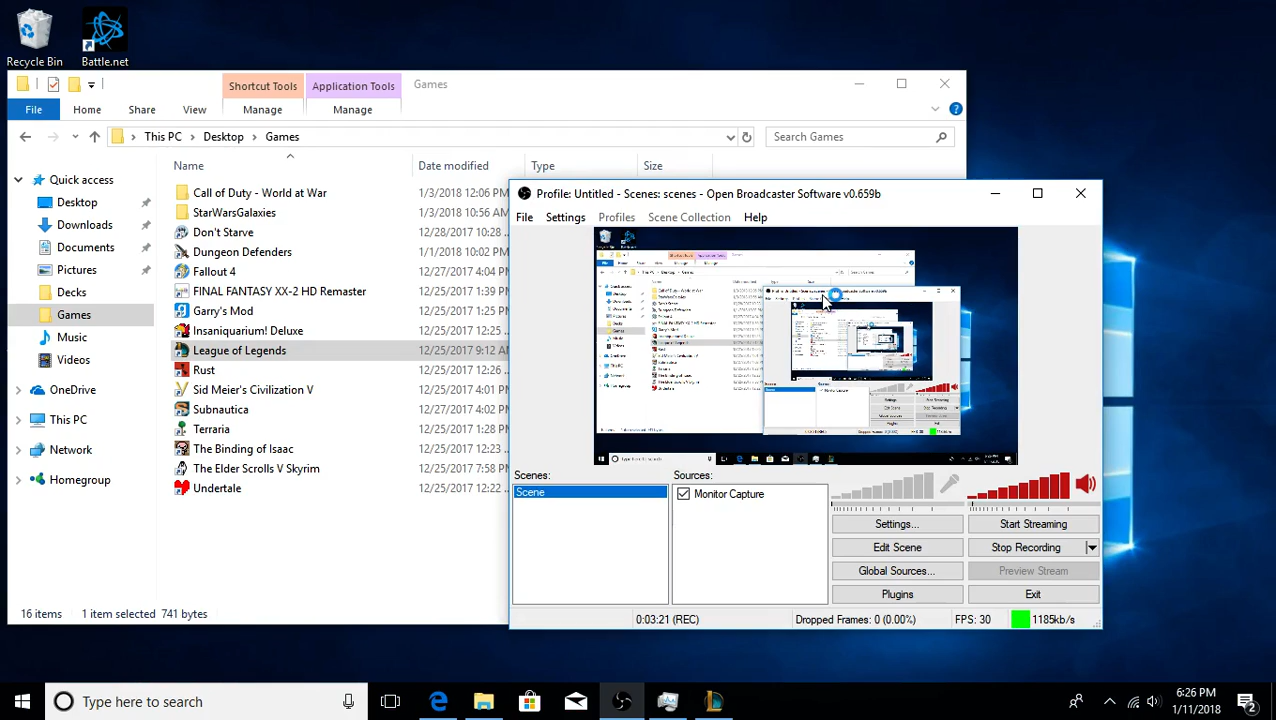 Recycle Bin
Battle.net
Shortcut Tools
Application Tools
Games
File
Home
Share
View
Manage
Manage
This PC
Desktop
Games
Search Games
Name
Date modified
Type
Size
Quick access
Desktop
Downloads
Documents
Pictures
Decks
Games
Music
Videos
OneDrive
This PC
Network
Homegroup
Call of Duty - World at War 1/3/2018 12:06 PM
StarWarsGalaxies 1/3/2018 10:56 AM
Don't Starve 12/28/2017 10:28 ...
Dungeon Defenders 1/1/2018 10:02 PM
Fallout 4 12/27/2017 4:04 PM
FINAL FANTASY XX-2 HD Remaster 12/25/2017 1:39 PM
Garry's Mod 12/25/2017 1:12 PM
Insaniquarium! Deluxe 12/25/2017 12:25 ...
League of Legends 12/25/2017 9:12 AM
Rust 12/25/2017 12:26 ...
Sid Meier's Civilization V 12/25/2017 4:01 PM
Subnautica 12/27/2017 4:02 PM
Terraria 12/25/2017 1:28 PM
The Binding of Isaac 12/25/2017 12:23 ...
The Elder Scrolls V Skyrim 12/25/2017 7:58 PM
Undertale 12/25/2017 12:22 ...
16 items 1 item selected 741 bytes
Profile: Untitled - Scenes: scenes - Open Broadcaster Software v0.659b
File Settings Profiles Scene Collection Help
Scenes:
Scene
Sources:
Monitor Capture
Settings...
Start Streaming
Edit Scene
Stop Recording
Global Sources...
Preview Stream
Plugins
Exit
0:03:21 (REC)
Dropped Frames: 0 (0.00%)
FPS: 30
1185kb/s
Type here to search
6:26 PM
1/11/2018
2